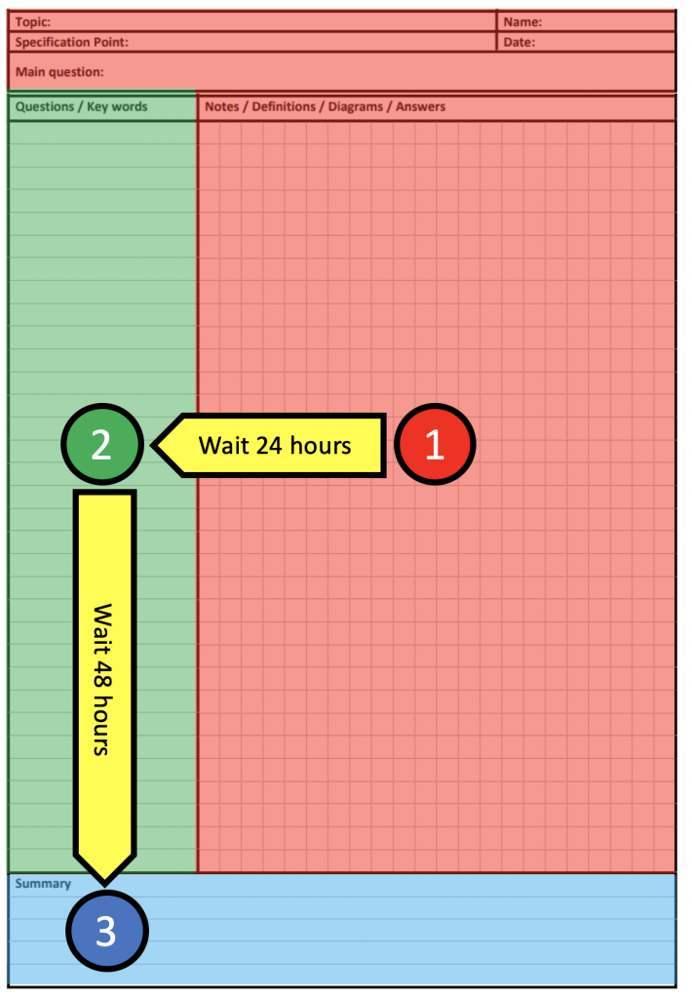 Topic:
Name:
Specification Point:
Date:
Main question:
Questions / Key words
Notes / Definitions / Diagrams / Answers
2
Wait 24 hours
1
Wait 48 hours
Summary
3